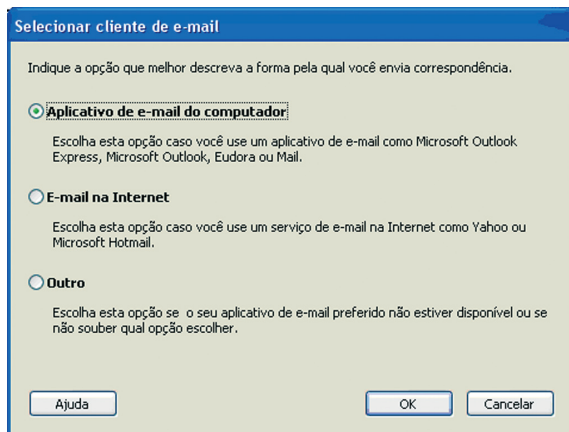 Selecionar cliente de e-mail
Indique a opção que melhor descreva a forma pela qual você envia correspondência.
Aplicativo de e-mail do computador
Escolha esta opção caso você use um aplicativo de e-mail como Microsoft Outlook
Express, Microsoft Outlook, Eudora ou Mail.
E-mail na Internet
Escolha esta opção caso você use um serviço de e-mail na Internet como Yahoo ou
Microsoft Hotmail.
Outro
Escolha esta opção se o seu aplicativo de e-mail preferido não estiver disponível ou se
não souber qual opção escolher.
Ajuda OK Cancelar